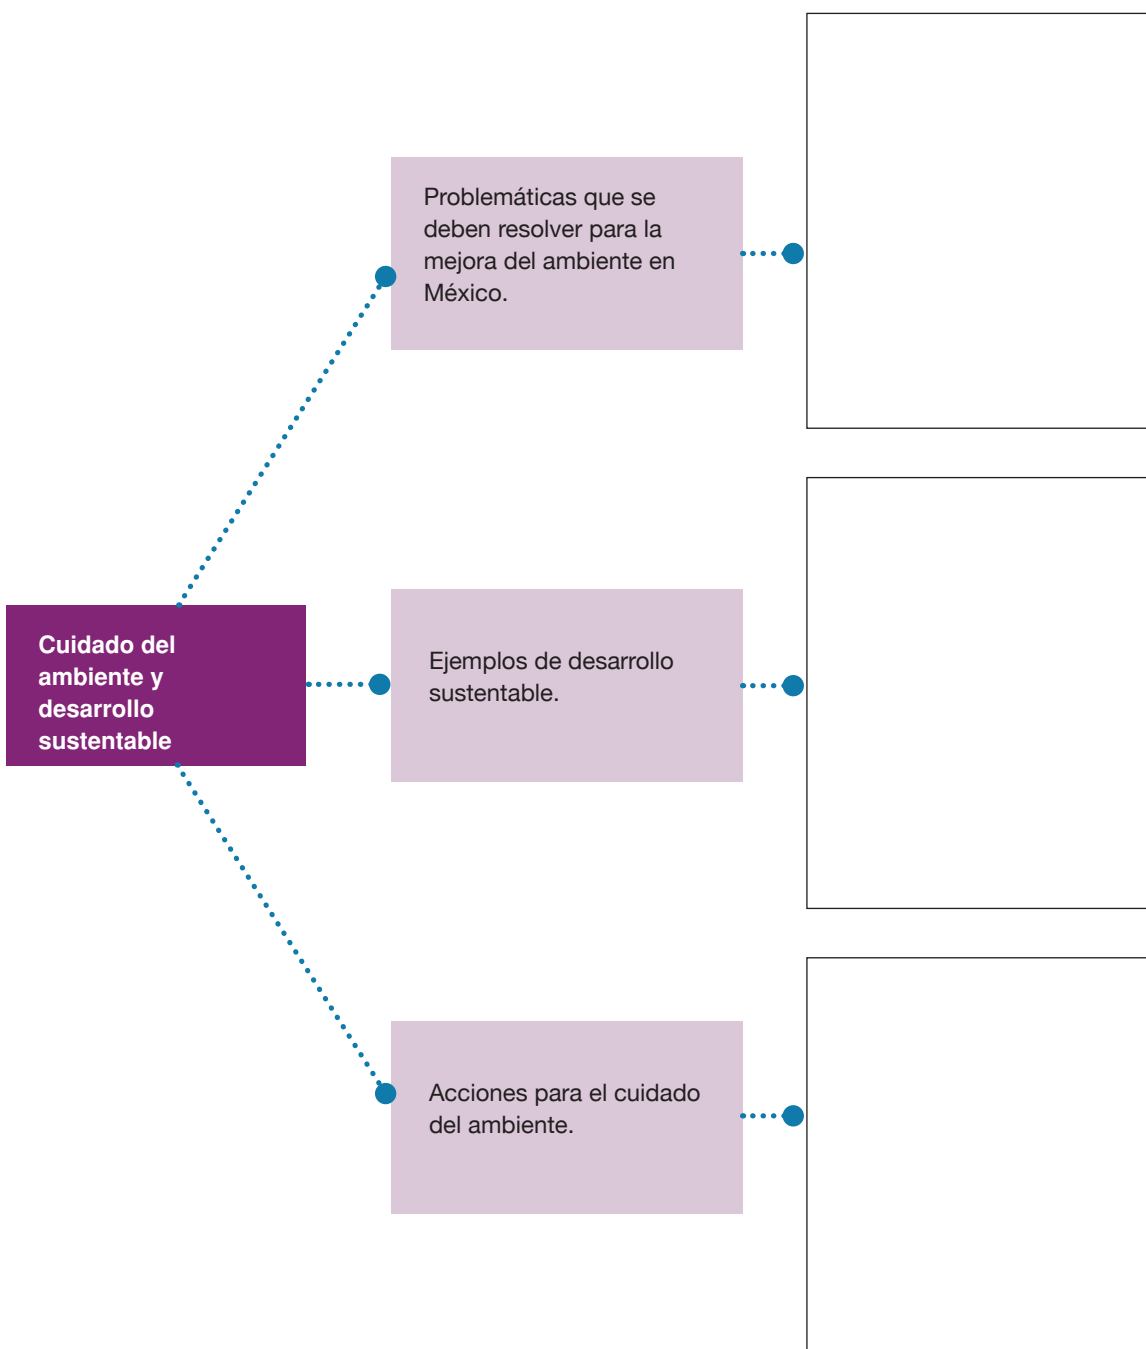 Problemáticas que se
deben resolver para la
mejora del ambiente en
México.
Cuidado del
ambiente y
desarrollo
sustentable
Ejemplos de desarrollo
sustentable.
Acciones para el cuidado
del ambiente.